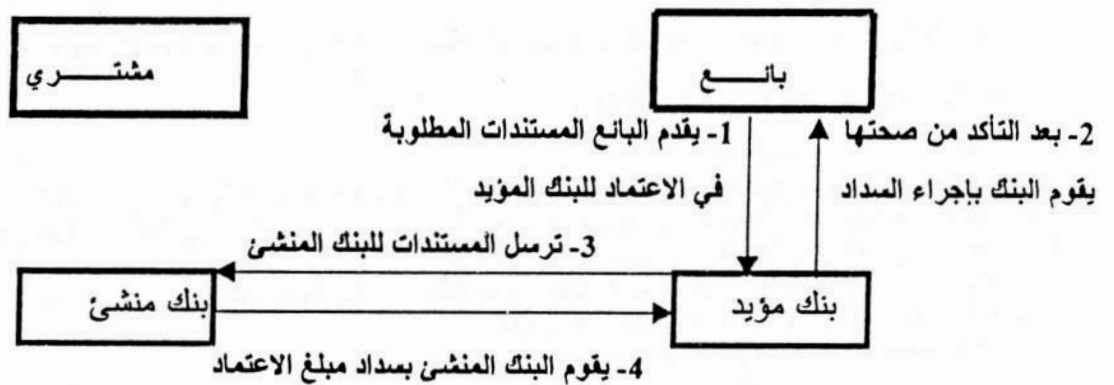 بائـــــع
مشتـــــري
1- يقدم البائع المستندات المطلوبة
في الاعتماد للبنك المؤيد
2- بعد التأكد من صحتها
يقوم البنك بإجراء السداد
3- ترسل المستندات للبنك المنشئ
بنك مؤيد
بنك منشئ
4- يقوم البنك المنشئ بسداد مبلغ الاعتماد